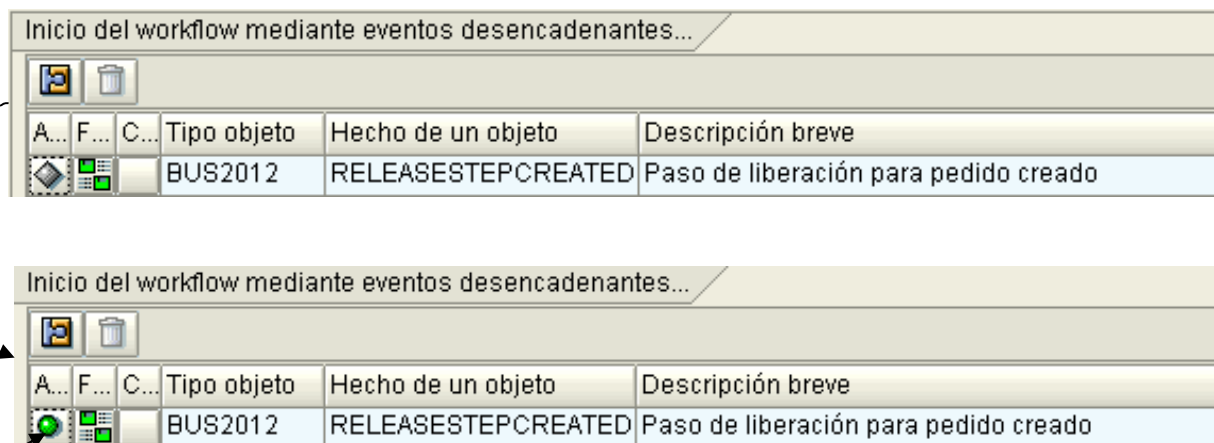 Inicio del workflow mediante eventos desencadenantes...
A... F... C... Tipo objeto Hecho de un objeto Descripción breve
BUS2012 RELEASESTEPCREATED Paso de liberación para pedido creado
Inicio del workflow mediante eventos desencadenantes...
A... F... C... Tipo objeto Hecho de un objeto Descripción breve
BUS2012 RELEASESTEPCREATED Paso de liberación para pedido creado